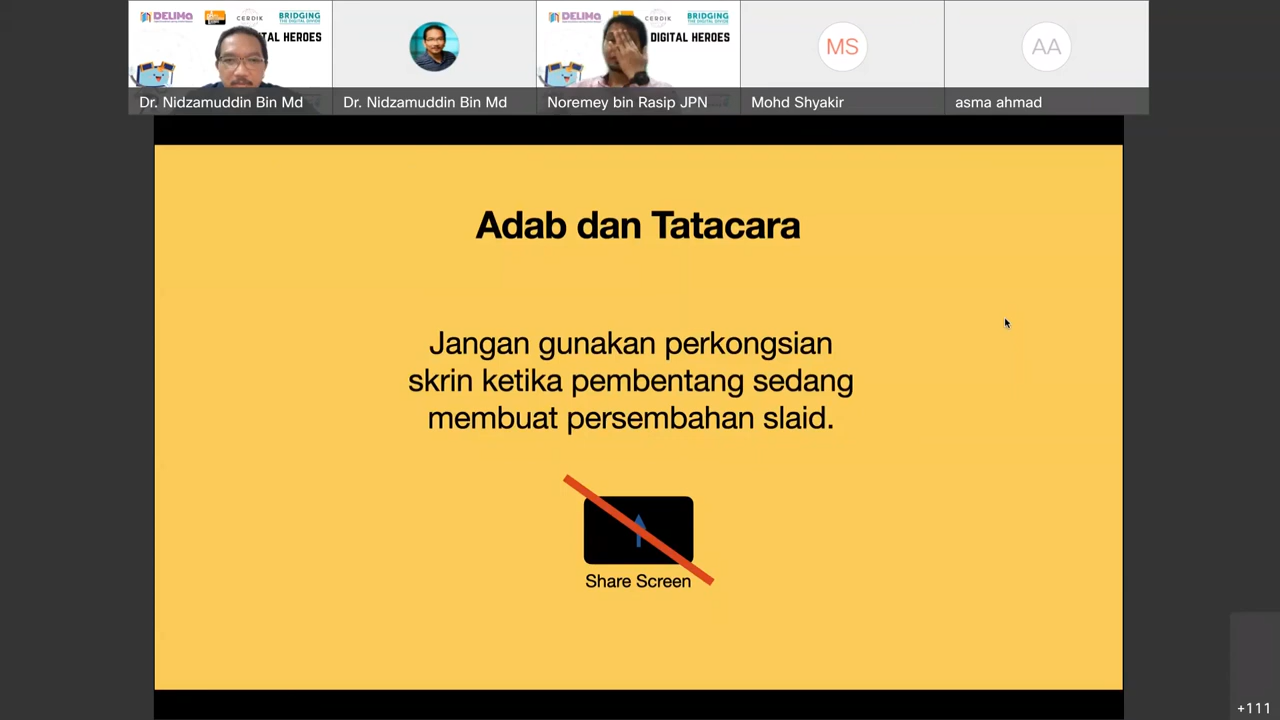 DELIMa
CERDIK
BRIDGING
THE DIGITAL DIVIDE
ITAL HEROES
DELIMa
CERDIK
BRIDGING
THE DIGITAL DIVIDE
DIGITAL HEROES
MS
AA
Dr. Nidzamuddin Bin Md
Dr. Nidzamuddin Bin Md
Noremey bin Rasip JPN
Mohd Shyakir
asma ahmad
Adab dan Tatacara
Jangan gunakan perkongsian
skrin ketika pembentang sedang
membuat persembahan slaid.
Share Screen
+111